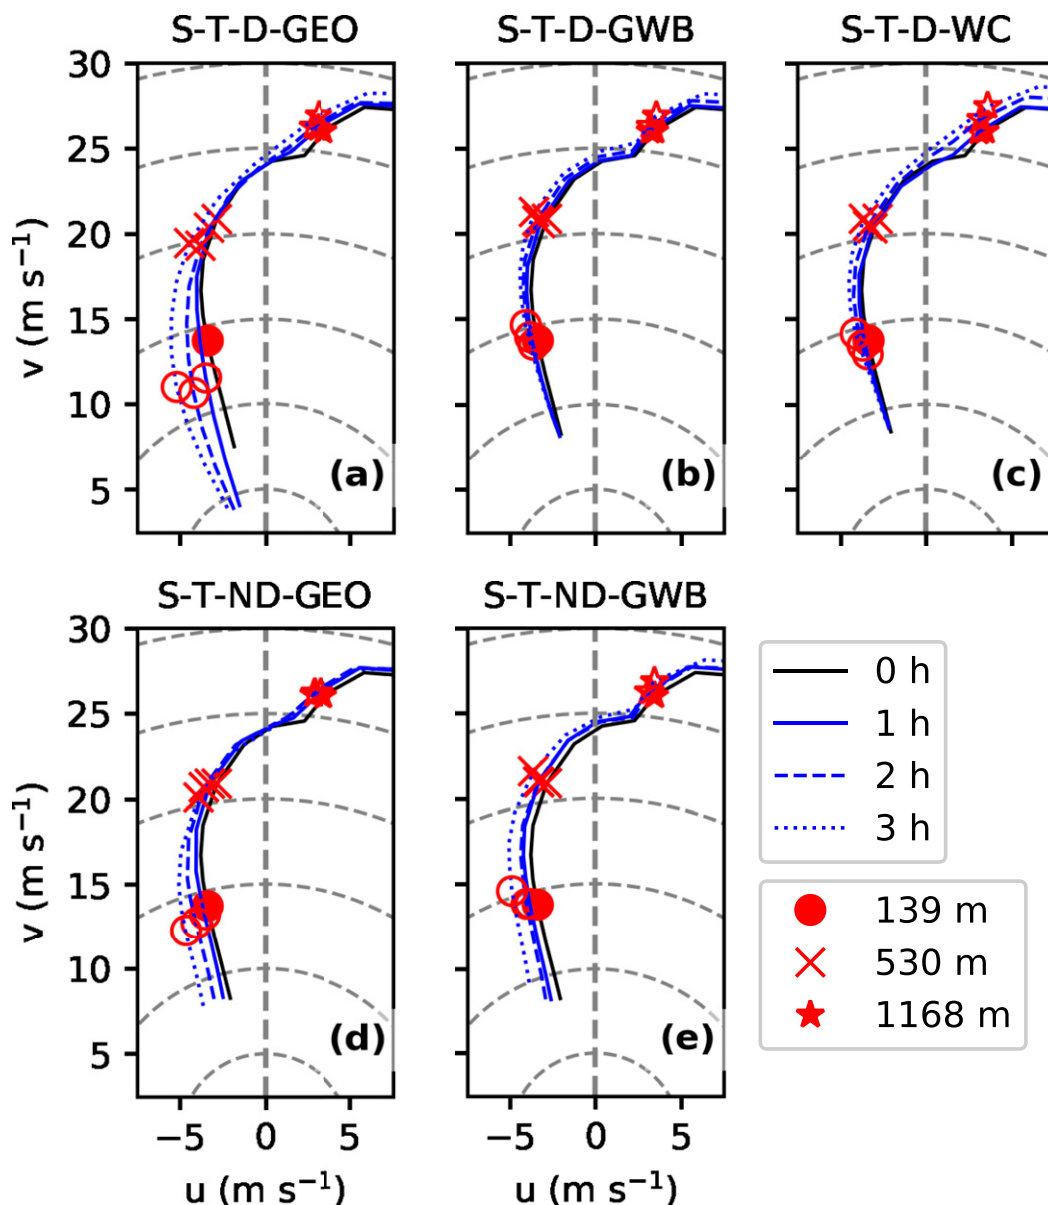 S-T-D-GEO
S-T-D-GWB
S-T-D-WC
30
25
20
15
10
5
v (m s⁻¹)
(a)
(b)
(c)
S-T-ND-GEO
S-T-ND-GWB
30
25
20
15
10
5
v (m s⁻¹)
(d)
(e)
−5 0 5
−5 0 5
u (m s⁻¹)
u (m s⁻¹)
0 h
1 h
2 h
3 h
139 m
530 m
1168 m